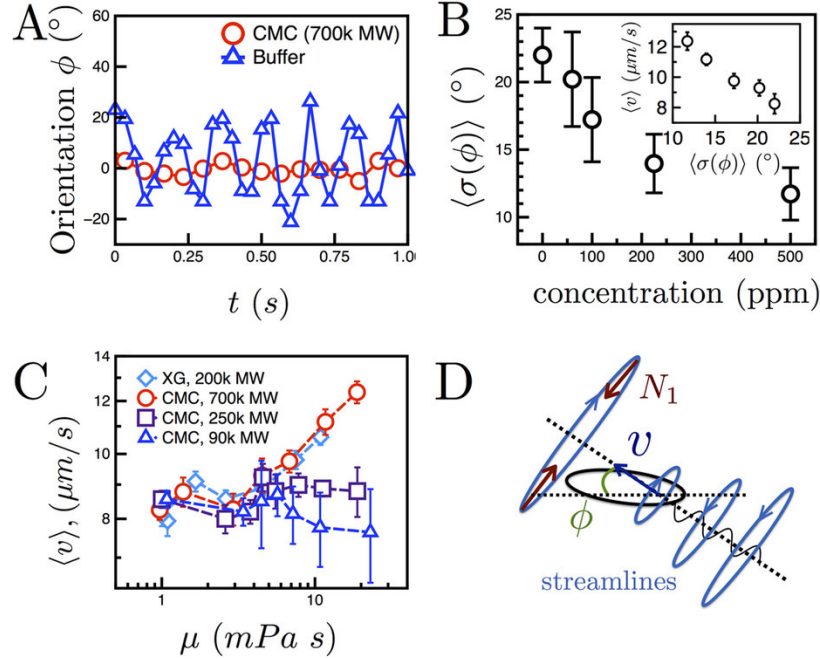 A
CMC (700k MW)
Buffer
Orientation ϕ (°)
60
40
20
0
-20
0
0.25
0.50
0.75
1.00
t (s)
B
⟨σ(ϕ)⟩ (°)
25
20
15
10
0
100
200
300
400
500
concentration (ppm)
⟨v⟩ (μm/s)
12
10
8
10
15
20
25
⟨σ(ϕ)⟩ (°)
C
XG, 200k MW
CMC, 700k MW
CMC, 250k MW
CMC, 90k MW
⟨v⟩, (μm/s)
14
12
10
8
1
10
μ (mPa s)
D
N₁
υ
ϕ
streamlines